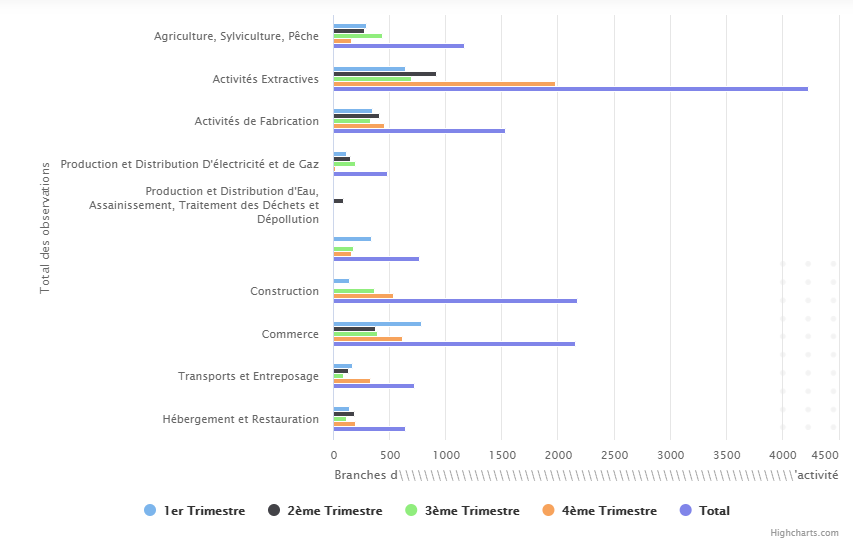 Agriculture, Sylviculture, Pêche
Activités Extractives
Activités de Fabrication
Production et Distribution D'électricité et de Gaz
Production et Distribution d'Eau,
Assainissement, Traitement des Déchets et
Dépollution
Construction
Commerce
Transports et Entreposage
Hébergement et Restauration
Total des observations
0 500 1000 1500 2000 2500 3000 3500 4000 4500
Branches d\\\\\\\\\\\\\\\\\\\\\\\\\\\\\\\\\\\\\\\\\\\\\\\\\\\\\\\\\\\\\\\'activité
1er Trimestre 2ème Trimestre 3ème Trimestre 4ème Trimestre Total
Highcharts.com